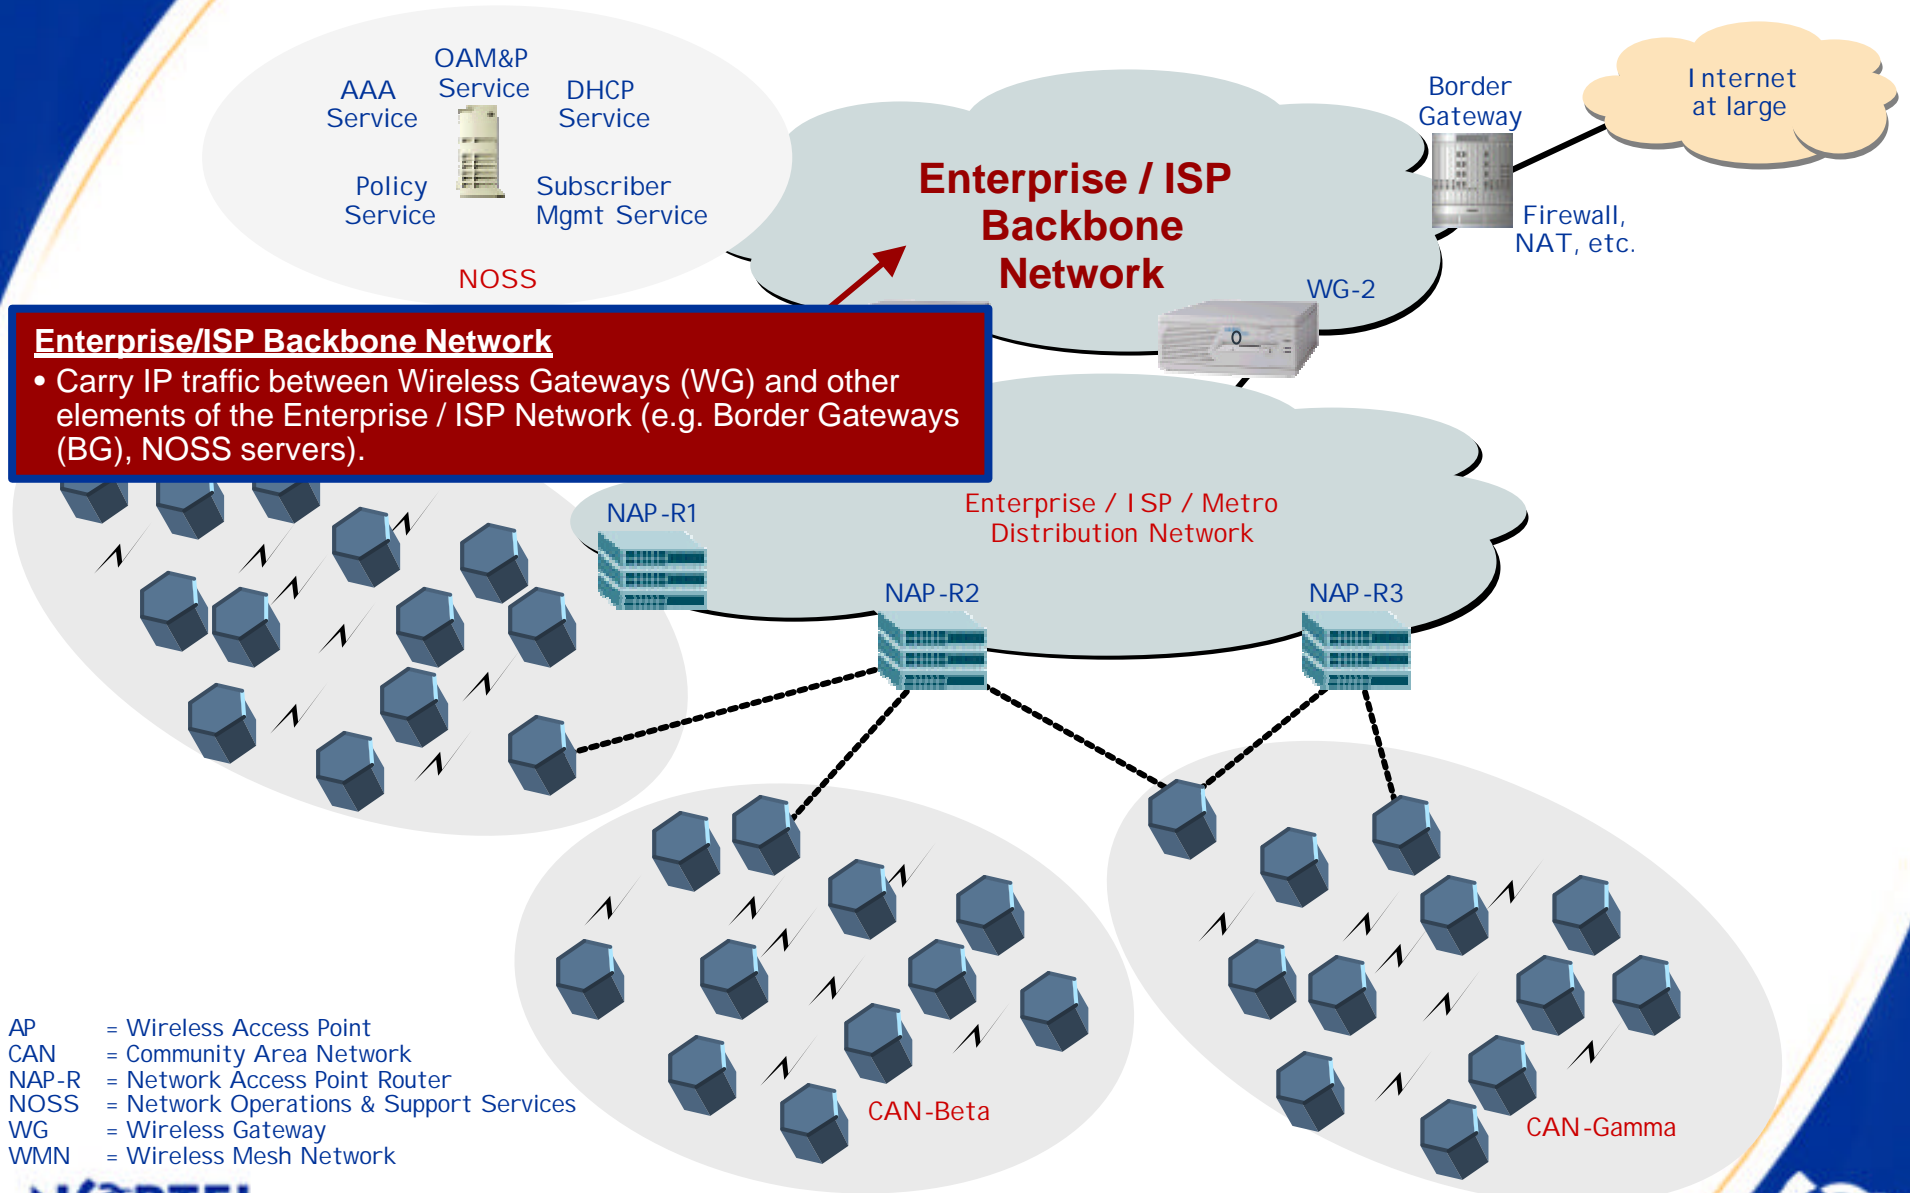 OAM&P
Service
AAA
Service
DHCP
Service
Policy
Service
Subscriber
Mgmt Service
NOSS
Enterprise / ISP
Backbone
Network
Border
Gateway
Internet
at large
Firewall,
NAT, etc.
WG-2
Enterprise/ISP Backbone Network
• Carry IP traffic between Wireless Gateways (WG) and other
elements of the Enterprise / ISP Network (e.g. Border Gateways
(BG), NOSS servers).
Enterprise / ISP / Metro
Distribution Network
NAP-R1
NAP-R2
NAP-R3
CAN-Beta
CAN-Gamma
AP = Wireless Access Point
CAN = Community Area Network
NAP-R = Network Access Point Router
NOSS = Network Operations & Support Services
WG = Wireless Gateway
WMN = Wireless Mesh Network